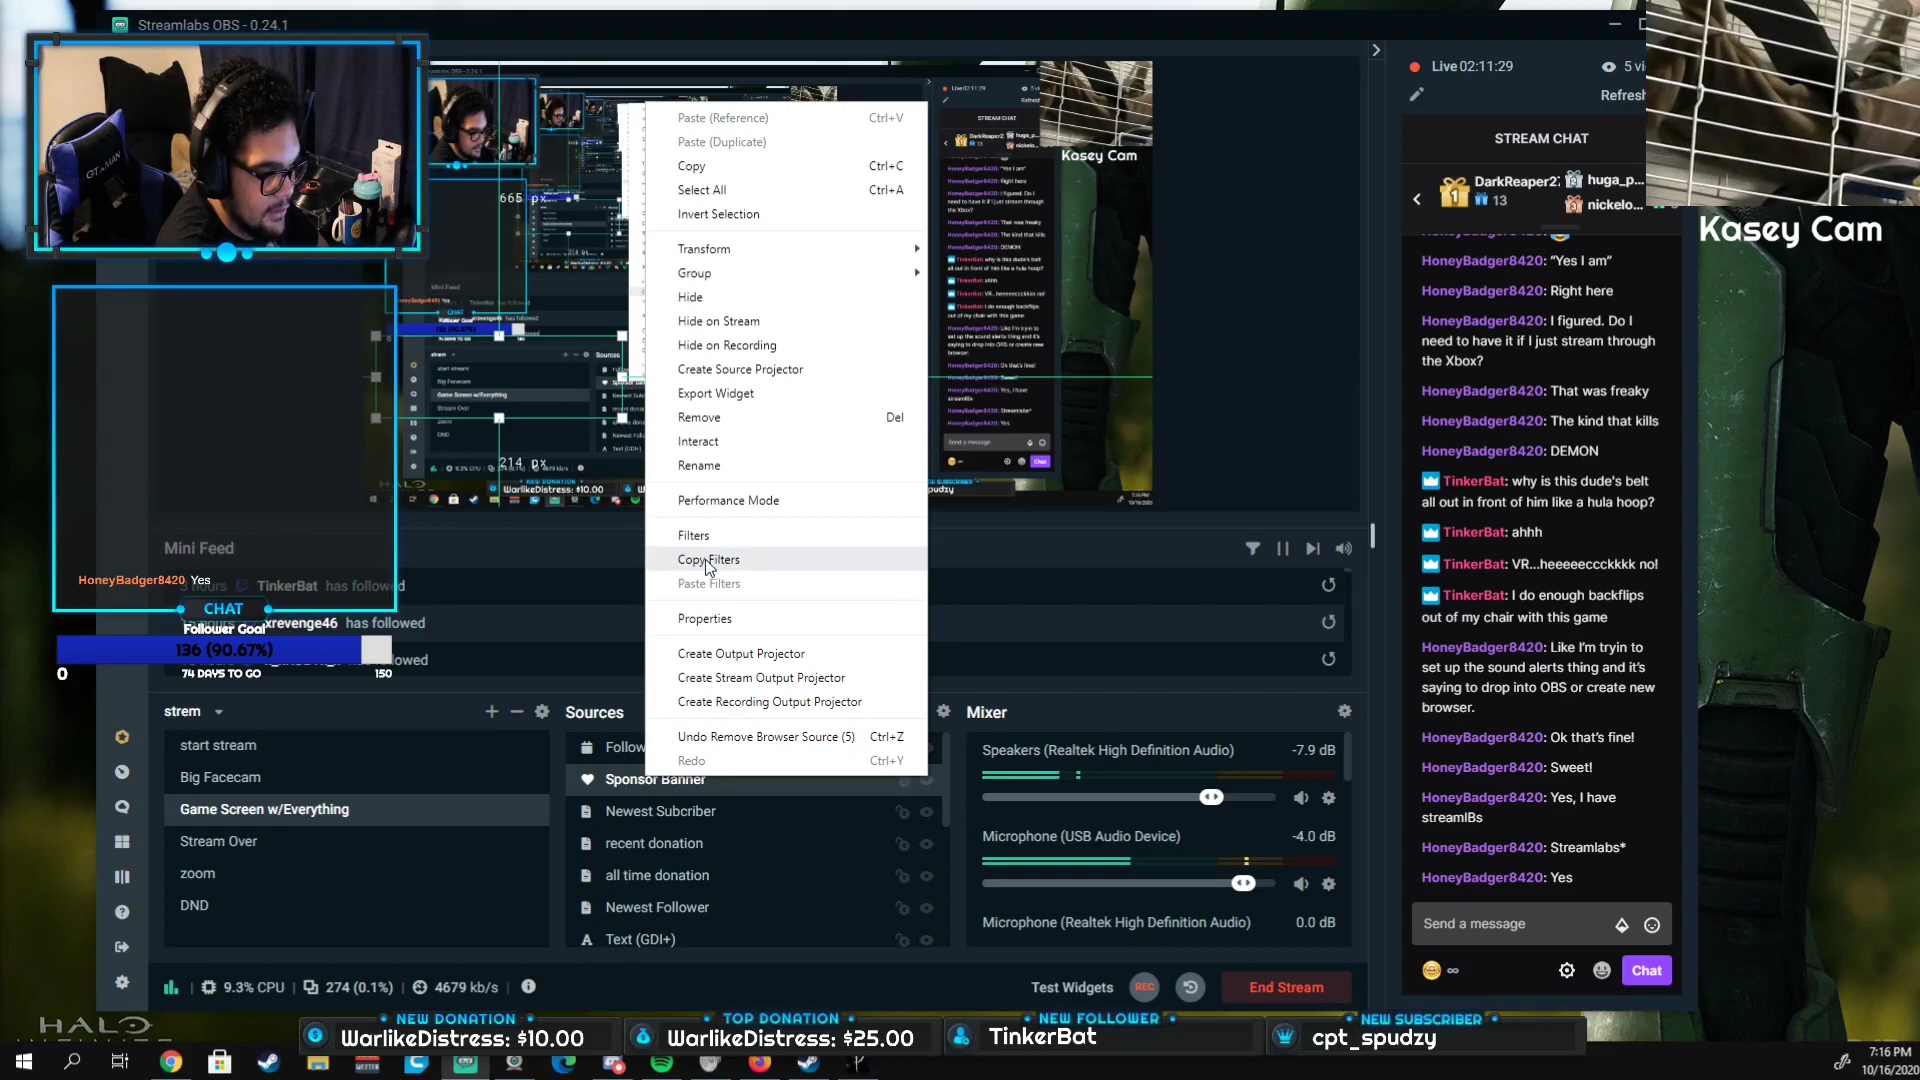 Streamlabs OBS - 0.24.1
Live 02:11:29
5 vi
Refresh
STREAM CHAT
DarkReaper2
13
huga_p...
nickelo...
Kasey Cam
HoneyBadger8420: "Yes I am"
HoneyBadger8420: Right here
HoneyBadger8420: I figured. Do I
need to have it if I just stream through
the Xbox?
HoneyBadger8420: That was freaky
HoneyBadger8420: The kind that kills
HoneyBadger8420: DEMON
TinkerBat: why is this dude's belt
all out in front of him like a hula hoop?
TinkerBat: ahhh
TinkerBat: VR...heeeeeccckkkk no!
TinkerBat: I do enough backflips
out of my chair with this game
HoneyBadger8420: Like I'm tryin to
set up the sound alerts thing and it's
saying to drop into OBS or create new
browser.
HoneyBadger8420: Ok that's fine!
HoneyBadger8420: Sweet!
HoneyBadger8420: Yes, I have
streamlBs
HoneyBadger8420: Streamlabs*
HoneyBadger8420: Yes
Send a message
Chat
GT MAN
Paste (Reference) Ctrl+V
Paste (Duplicate)
Copy Ctrl+C
Select All Ctrl+A
Invert Selection
Transform
Group
Hide
Hide on Stream
Hide on Recording
Create Source Projector
Export Widget
Remove Del
Interact
Rename
Performance Mode
Filters
Copy Filters
Paste Filters
Properties
Create Output Projector
Create Stream Output Projector
Create Recording Output Projector
Undo Remove Browser Source (5) Ctrl+Z
Redo Ctrl+Y
665 px
214 px
STREAM CHAT
Kasey Cam
Mini Feed
HoneyBadger8420 Yes
hours TinkerBat has followed
CHAT
Follower Goal
136 (90.67%)
0
74 DAYS TO GO
150
xrevenge46 has followed
strem
start stream
Big Facecam
Game Screen w/Everything
Stream Over
zoom
DND
Sources
Follow
Sponsor Banner
Newest Subcriber
recent donation
all time donation
Newest Follower
Text (GDI+)
Mixer
Speakers (Realtek High Definition Audio) -7.9 dB
Microphone (USB Audio Device) -4.0 dB
Microphone (Realtek High Definition Audio) 0.0 dB
9.3% CPU
274 (0.1%)
4679 kb/s
Test Widgets
REC
End Stream
NEW DONATION
WarlikeDistress: $10.00
TOP DONATION
WarlikeDistress: $25.00
NEW FOLLOWER
TinkerBat
NEW SUBSCRIBER
cpt_spudzy
HALO
7:16 PM
10/16/2020